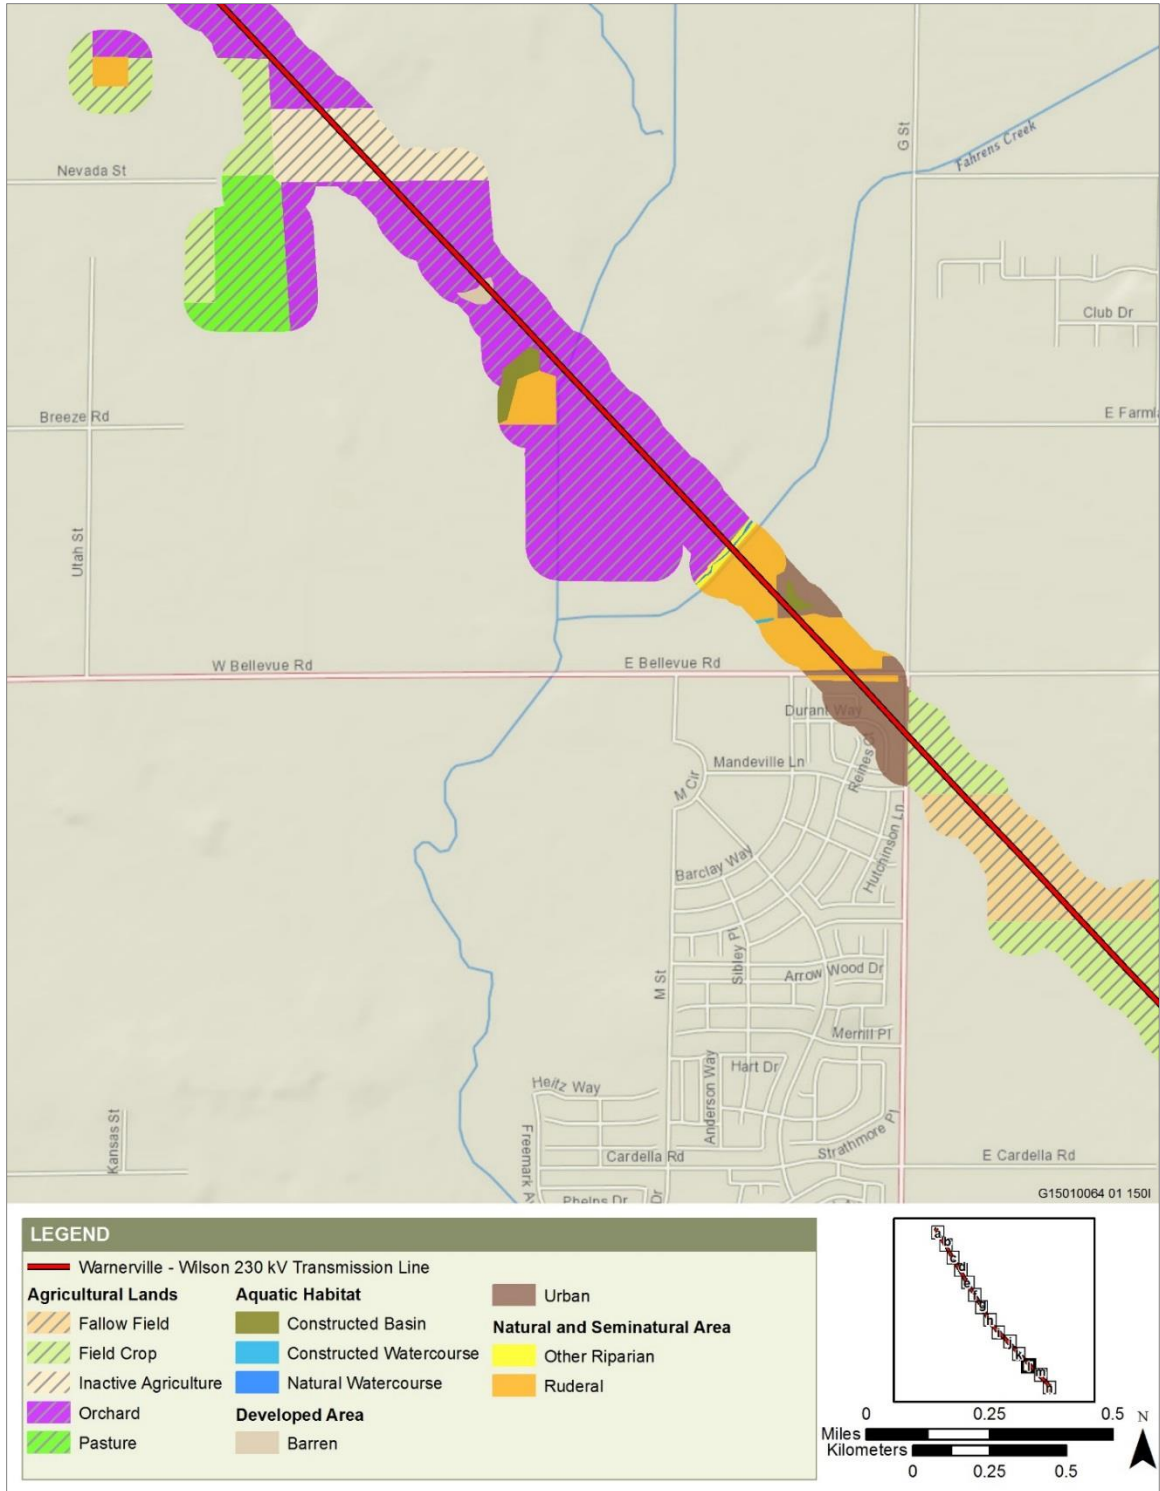 G St
Fahrens Creek
Nevada St
Club Dr
Breeze Rd
E Farml
Utah St
W Bellevue Rd
E Bellevue Rd
Durant Way
Mandeville Ln
Reines Ct
M Cir
Hutchinson Ln
Barclay Way
Sibley Pl
Arrow Wood Dr
M St
Merrill Pl
Hart Dr
Anderson Way
Heitz Way
Strathmore Pl
Kansas St
Freemark Av
Cardella Rd
E Cardella Rd
Phelps Dr
Dr
G15010064 01 150l
LEGEND
Warnerville - Wilson 230 kV Transmission Line
Agricultural Lands
Fallow Field
Field Crop
Inactive Agriculture
Orchard
Pasture
Aquatic Habitat
Constructed Basin
Constructed Watercourse
Natural Watercourse
Developed Area
Barren
Urban
Natural and Seminatural Area
Other Riparian
Ruderal
a
b
c
d
e
f
g
h
i
j
k
l
m
n
0 0.25 0.5
N
Miles
Kilometers
0 0.25 0.5